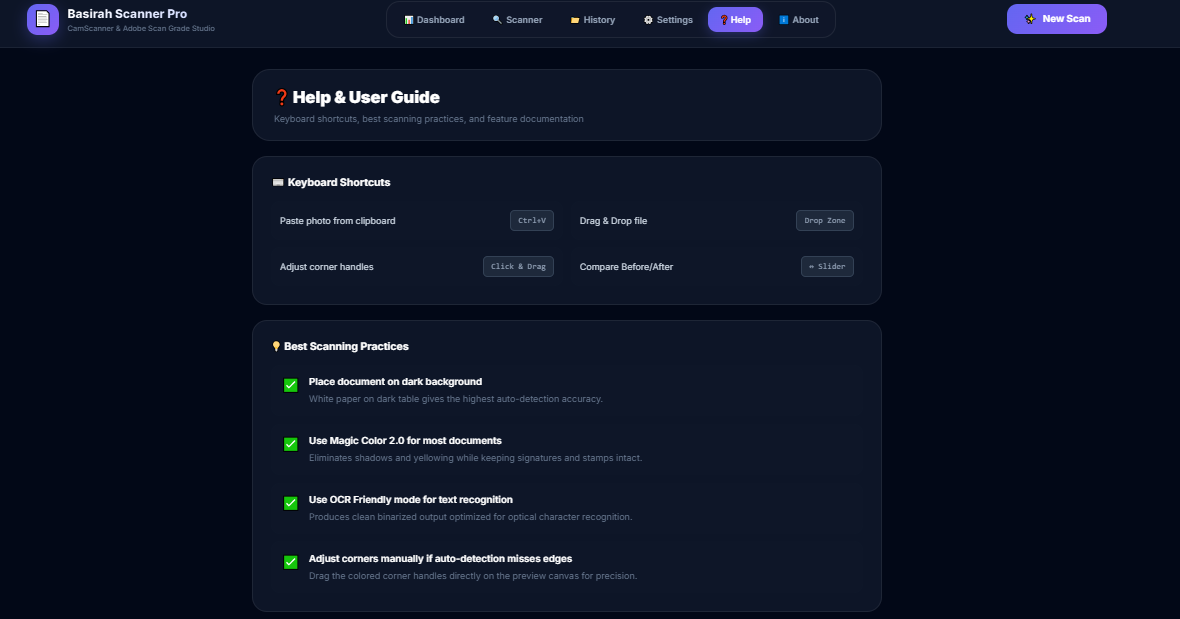 Basirah Scanner Pro
CamScanner & Adobe Scan Grade Studio
Dashboard
Scanner
History
Settings
❓ Help
About
New Scan
❓ Help & User Guide
Keyboard shortcuts, best scanning practices, and feature documentation
Keyboard Shortcuts
Paste photo from clipboard
Ctrl+V
Drag & Drop file
Drop Zone
Adjust corner handles
Click & Drag
Compare Before/After
↔ Slider
Best Scanning Practices
Place document on dark background
White paper on dark table gives the highest auto-detection accuracy.
Use Magic Color 2.0 for most documents
Eliminates shadows and yellowing while keeping signatures and stamps intact.
Use OCR Friendly mode for text recognition
Produces clean binarized output optimized for optical character recognition.
Adjust corners manually if auto-detection misses edges
Drag the colored corner handles directly on the preview canvas for precision.